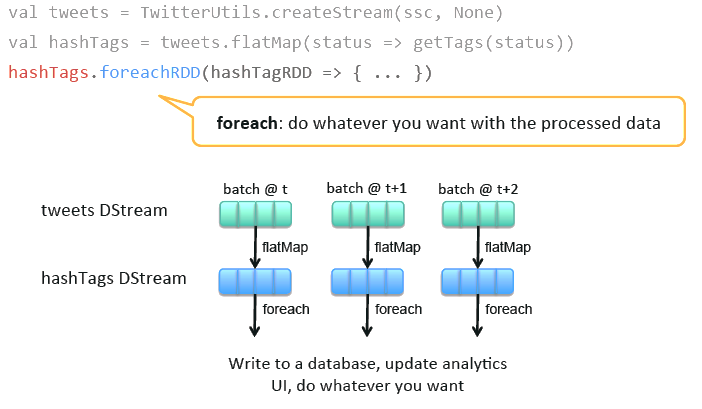 val tweets = TwitterUtils.createStream(ssc, None)
val hashTags = tweets.flatMap(status => getTags(status))
hashTags.foreachRDD(hashTagRDD => { ... })
foreach: do whatever you want with the processed data
batch @ t batch @ t+1 batch @ t+2
tweets DStream
flatMap flatMap flatMap
hashTags DStream
foreach foreach foreach
Write to a database, update analytics
UI, do whatever you want